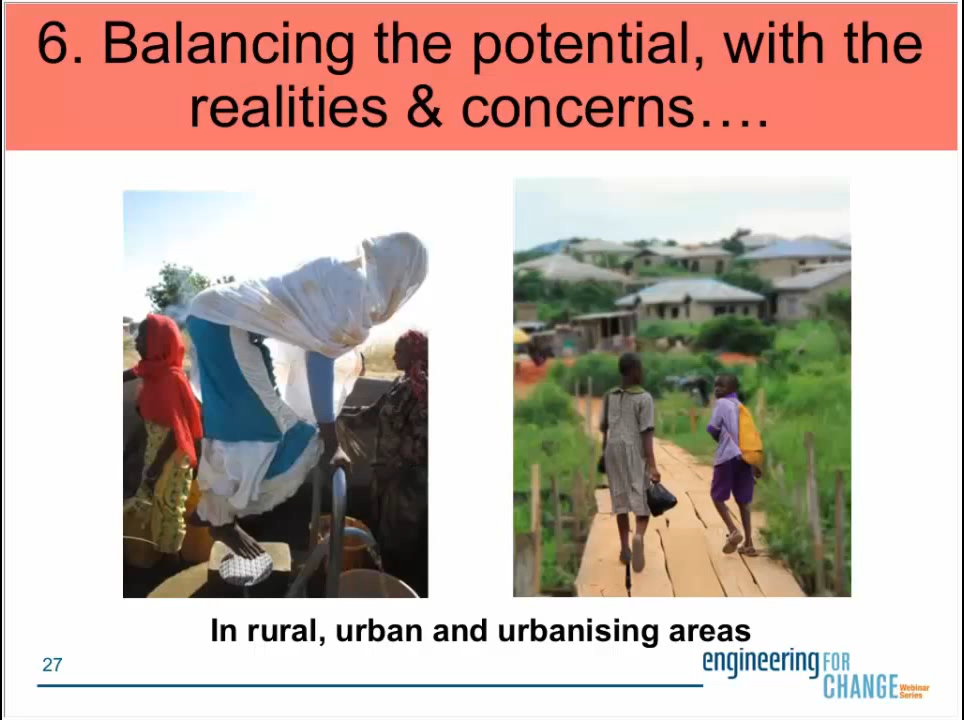 6. Balancing the potential, with the
realities & concerns….
In rural, urban and urbanising areas
27
engineering FOR
CHANGE Webinar
Series